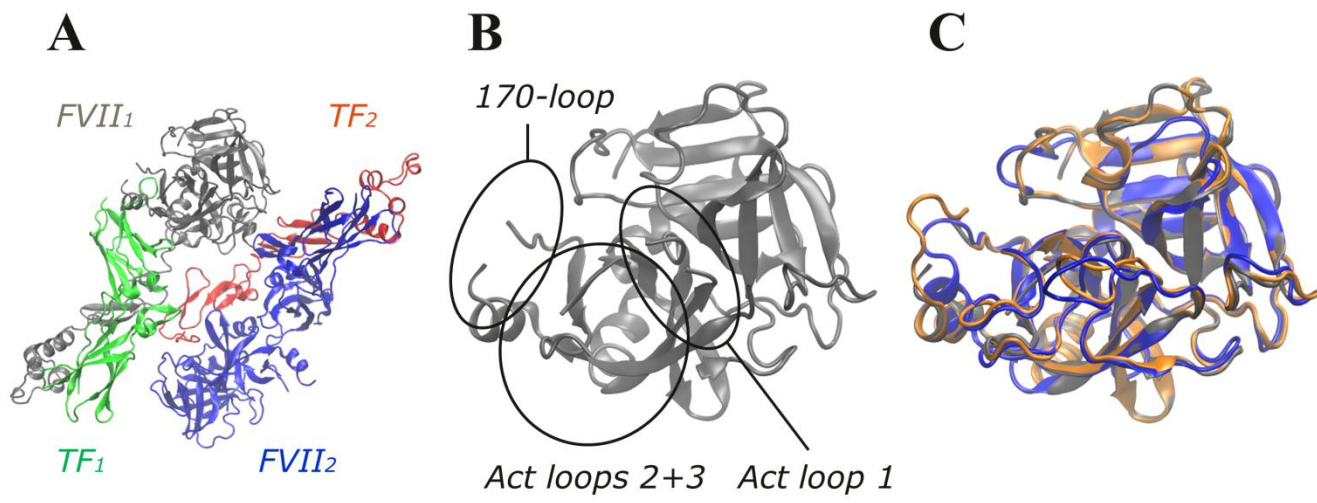 A
B
C
FVII1
TF2
170-loop
TF1
FVII2
Act loops 2+3
Act loop 1